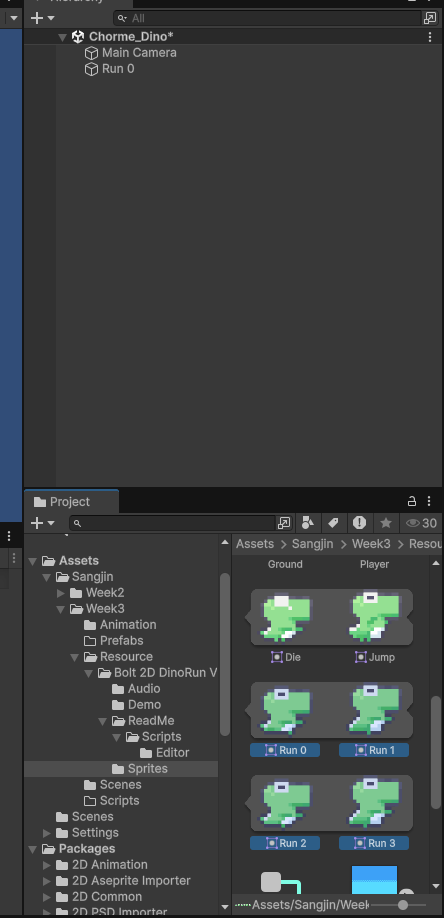 Hierarchy
All
Chorme_Dino*
Main Camera
Run 0
Project
30
Assets
Sangjin
Week2
Week3
Animation
Prefabs
Resource
Bolt 2D DinoRun V
Audio
Demo
ReadMe
Scripts
Editor
Sprites
Scenes
Scripts
Scenes
Settings
Packages
2D Animation
2D Aseprite Importer
2D Common
2D PSD Importer
Assets > Sangjin > Week3 > Resou
Ground Player
Die Jump
Run 0 Run 1
Run 2 Run 3
Assets/Sangjin/Week